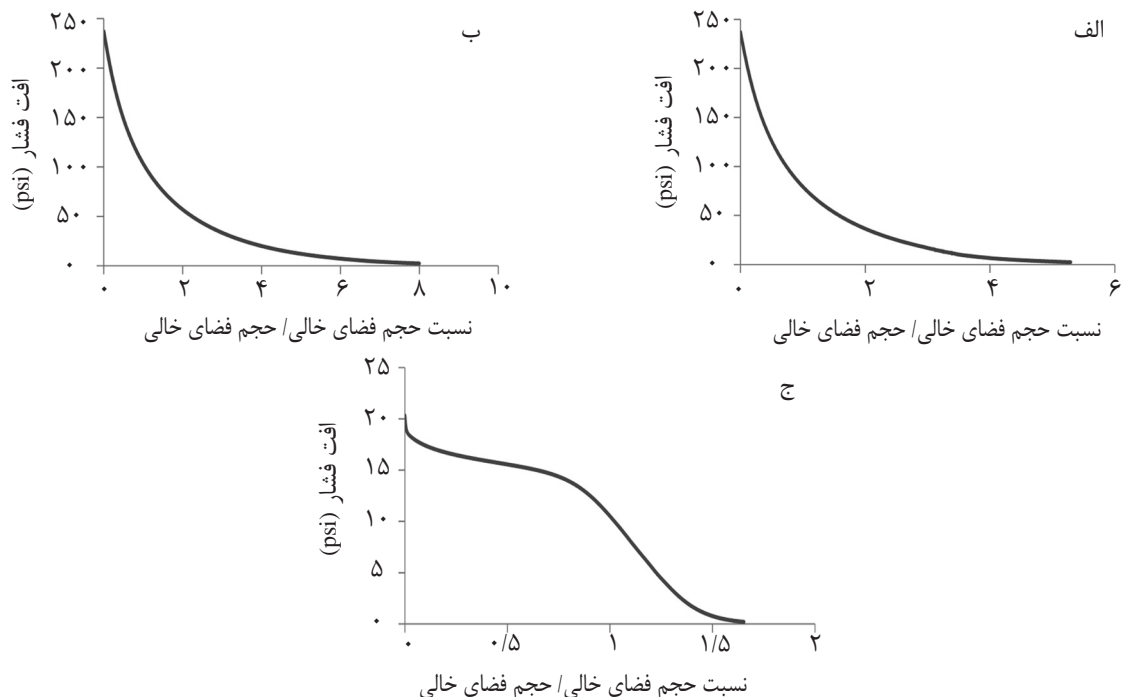 الف
۲۵۰
۲۰۰
۱۵۰
۱۰۰
۵۰
۰
افت فشار (psi)
۰ ۲ ۴ ۶
نسبت حجم فضای خالی/ حجم فضای خالی
ب
۲۵۰
۲۰۰
۱۵۰
۱۰۰
۵۰
۰
افت فشار (psi)
۰ ۲ ۴ ۶ ۸ ۱۰
نسبت حجم فضای خالی/ حجم فضای خالی
ج
۲۵
۲۰
۱۵
۱۰
۵
۰
افت فشار (psi)
۰ ۰/۵ ۱ ۱/۵ ۲
نسبت حجم فضای خالی/ حجم فضای خالی